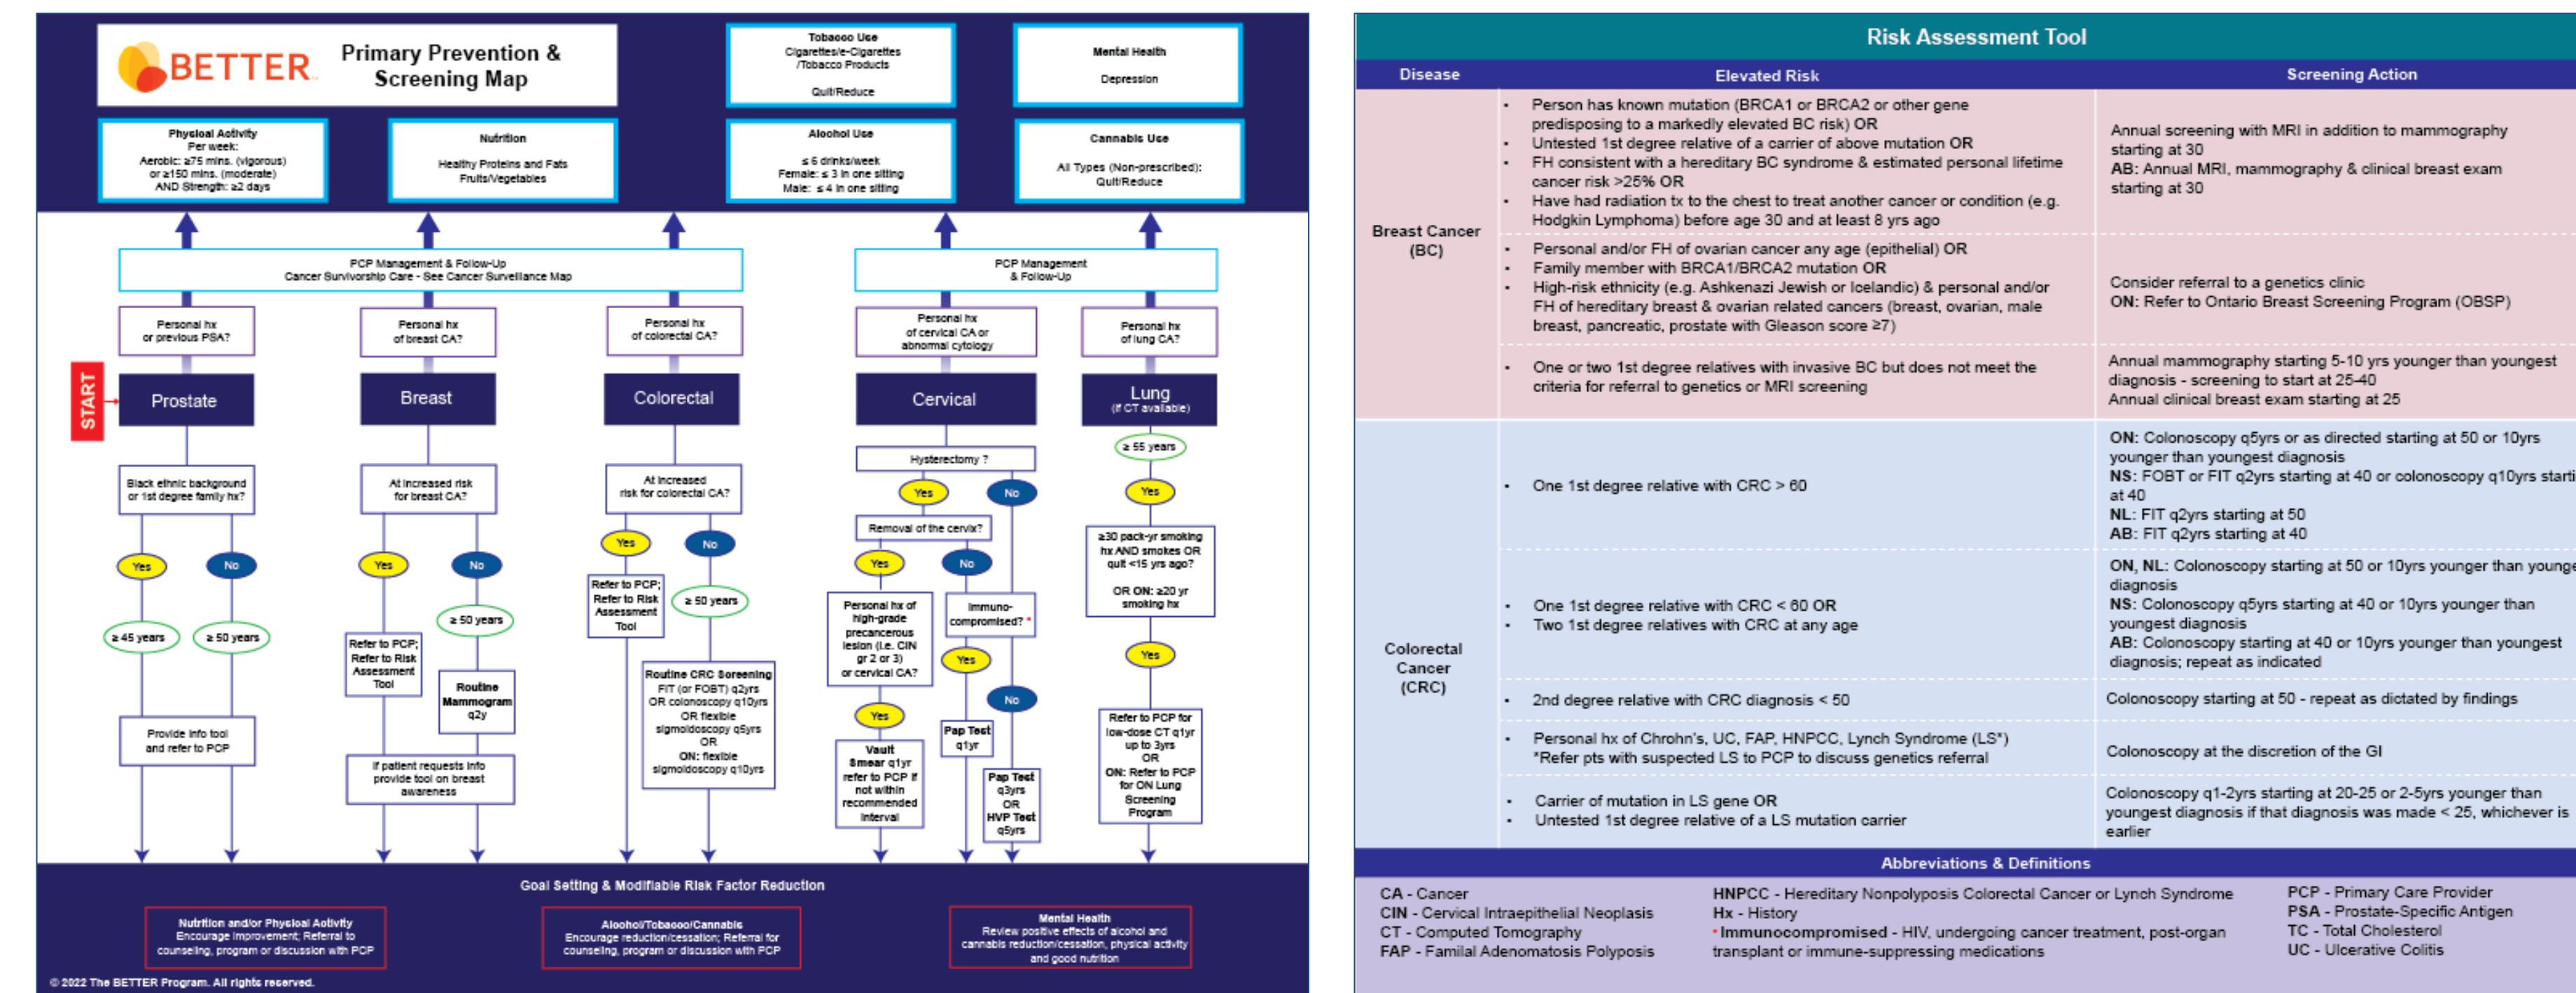 BETTER
Primary Prevention &
Screening Map
Tobacco Use
Cigarettes/e-Cigarettes
/Tobacco Products
Quit/Reduce
Mental Health
Depression
Physical Activity
Per week:
Aerobic: ≥75 mins. (vigorous)
or ≥150 mins. (moderate)
AND Strength: ≥2 days
Nutrition
Healthy Proteins and Fats
Fruits/Vegetables
Alcohol Use
≤ 6 drinks/week
Female: ≤ 3 in one sitting
Male: ≤ 4 in one sitting
Cannabis Use
All Types (Non-prescribed):
Quit/Reduce
PCP Management & Follow-Up
Cancer Survivorship Care - See Cancer Surveillance Map
PCP Management
& Follow-Up
Personal hx
or previous PSA?
Personal hx
of breast CA?
Personal hx
of colorectal CA?
Personal hx
of cervical CA or
abnormal cytology
Personal hx
of lung CA?
START
Prostate
Breast
Colorectal
Cervical
Lung
(if CT available)
Black ethnic background
or 1st degree family hx?
Yes
No
≥ 45 years
≥ 50 years
Provide info tool
and refer to PCP
At increased risk
for breast CA?
Yes
No
≥ 50 years
Refer to PCP;
Refer to Risk
Assessment
Tool
Routine
Mammogram
q2y
If patient requests info
provide tool on breast
awareness
At increased
risk for colorectal CA?
Yes
No
Refer to PCP;
Refer to Risk
Assessment
Tool
≥ 50 years
Routine CRC Screening
FIT (or FOBT) q2yrs
OR colonoscopy q10yrs
OR flexible
sigmoidoscopy q5yrs
OR
ON: flexible
sigmoidoscopy q10yrs
Hysterectomy ?
Yes
No
Removal of the cervix?
Yes
No
Personal hx of
high-grade
precancerous
lesion (i.e. CIN
gr 2 or 3)
or cervical CA?
Immuno-
compromised? *
Yes
No
Yes
Vault
Smear q1yr
refer to PCP if
not within
recommended
interval
Pap Test
q1yr
Pap Test
q3yrs
OR
HVP Test
q5yrs
≥ 55 years
Yes
≥30 pack-yr smoking
hx AND smokes OR
quit <15 yrs ago?
OR ON: ≥20 yr
smoking hx
Yes
Refer to PCP for
low-dose CT q1yr
up to 3yrs
OR
ON: Refer to PCP
for ON Lung
Screening
Program
Goal Setting & Modifiable Risk Factor Reduction
Nutrition and/or Physical Activity
Encourage improvement; Referral to
counseling, program or discussion with PCP
Alcohol/Tobacco/Cannabis
Encourage reduction/cessation; Referral for
counseling, program or discussion with PCP
Mental Health
Review positive effects of alcohol and
cannabis reduction/cessation, physical activity
and good nutrition
© 2022 The BETTER Program. All rights reserved.
Risk Assessment Tool
Disease
Elevated Risk
Screening Action
Breast Cancer
(BC)
• Person has known mutation (BRCA1 or BRCA2 or other gene
predisposing to a markedly elevated BC risk) OR
• Untested 1st degree relative of a carrier of above mutation OR
• FH consistent with a hereditary BC syndrome & estimated personal lifetime
cancer risk >25% OR
• Have had radiation tx to the chest to treat another cancer or condition (e.g.
Hodgkin Lymphoma) before age 30 and at least 8 yrs ago
Annual screening with MRI in addition to mammography
starting at 30
AB: Annual MRI, mammography & clinical breast exam
starting at 30
• Personal and/or FH of ovarian cancer any age (epithelial) OR
• Family member with BRCA1/BRCA2 mutation OR
• High-risk ethnicity (e.g. Ashkenazi Jewish or Icelandic) & personal and/or
FH of hereditary breast & ovarian related cancers (breast, ovarian, male
breast, pancreatic, prostate with Gleason score ≥7)
Consider referral to a genetics clinic
ON: Refer to Ontario Breast Screening Program (OBSP)
• One or two 1st degree relatives with invasive BC but does not meet the
criteria for referral to genetics or MRI screening
Annual mammography starting 5-10 yrs younger than youngest
diagnosis - screening to start at 25-40
Annual clinical breast exam starting at 25
Colorectal
Cancer
(CRC)
• One 1st degree relative with CRC > 60
ON: Colonoscopy q5yrs or as directed starting at 50 or 10yrs
younger than youngest diagnosis
NS: FOBT or FIT q2yrs starting at 40 or colonoscopy q10yrs starti
at 40
NL: FIT q2yrs starting at 50
AB: FIT q2yrs starting at 40
• One 1st degree relative with CRC < 60 OR
• Two 1st degree relatives with CRC at any age
ON, NL: Colonoscopy starting at 50 or 10yrs younger than younge
diagnosis
NS: Colonoscopy q5yrs starting at 40 or 10yrs younger than
youngest diagnosis
AB: Colonoscopy starting at 40 or 10yrs younger than youngest
diagnosis; repeat as indicated
• 2nd degree relative with CRC diagnosis < 50
Colonoscopy starting at 50 - repeat as dictated by findings
• Personal hx of Chrohn's, UC, FAP, HNPCC, Lynch Syndrome (LS*)
*Refer pts with suspected LS to PCP to discuss genetics referral
Colonoscopy at the discretion of the GI
• Carrier of mutation in LS gene OR
• Untested 1st degree relative of a LS mutation carrier
Colonoscopy q1-2yrs starting at 20-25 or 2-5yrs younger than
youngest diagnosis if that diagnosis was made < 25, whichever is
earlier
Abbreviations & Definitions
CA - Cancer
CIN - Cervical Intraepithelial Neoplasis
CT - Computed Tomography
FAP - Familal Adenomatosis Polyposis
HNPCC - Hereditary Nonpolyposis Colorectal Cancer or Lynch Syndrome
Hx - History
* Immunocompromised - HIV, undergoing cancer treatment, post-organ
transplant or immune-suppressing medications
PCP - Primary Care Provider
PSA - Prostate-Specific Antigen
TC - Total Cholesterol
UC - Ulcerative Colitis